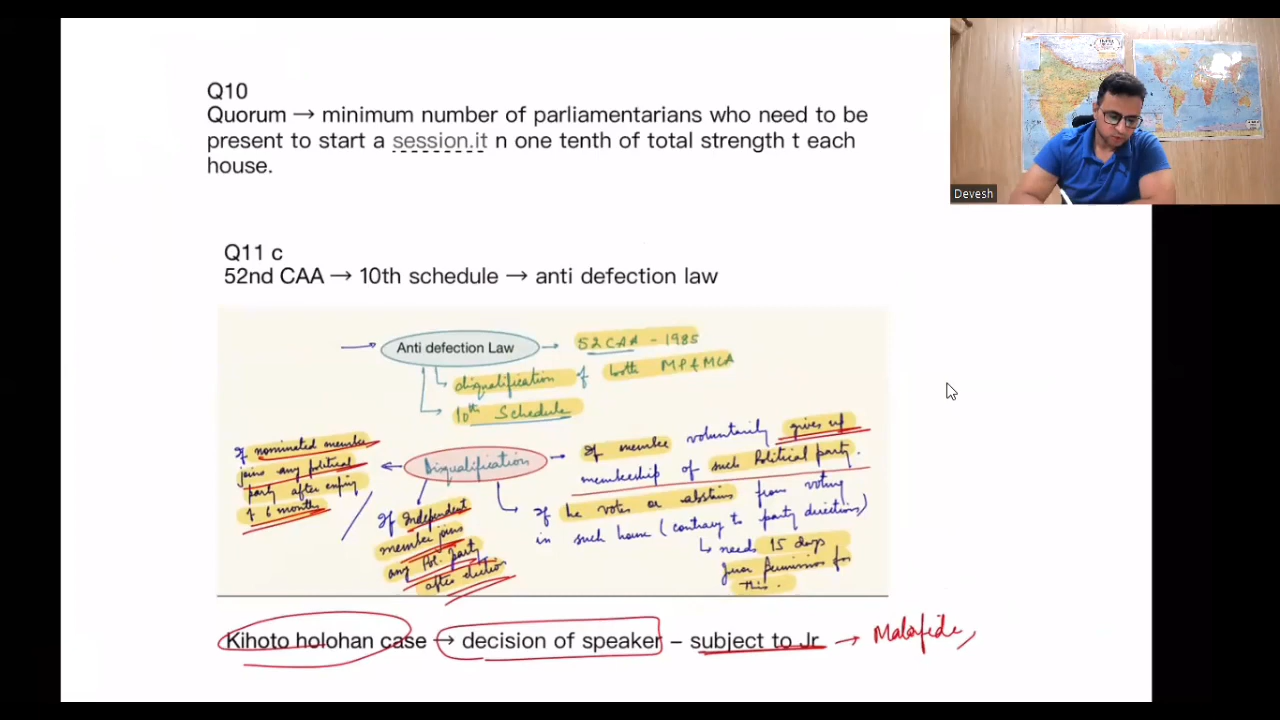 Q10
Quorum → minimum number of parliamentarians who need to be
present to start a session.it n one tenth of total strength t each
house.
Devesh
Q11 c
52nd CAA → 10th schedule → anti defection law
Anti defection Law → 52 CAA - 1985
disqualification of both MP & MLA
10th Schedule
Disqualification
If nominated member
joins any political
party after
6 months
If Independent
member joins
any Pol. party
after election
If member voluntarily gives up
membership of such Political party.
If he votes or abstains from voting
in such house (contrary to party directions)
needs 15 days
permission for
this.
Kihoto holohan case → decision of speaker – subject to Jr → Malafide,